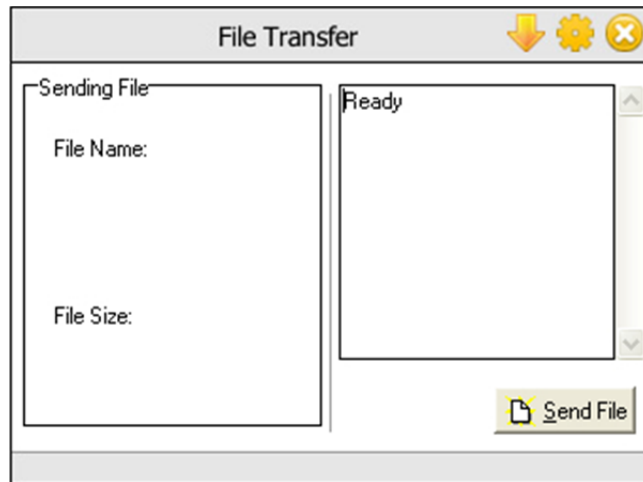 File Transfer
Sending File
File Name:
File Size:
Ready
Send File